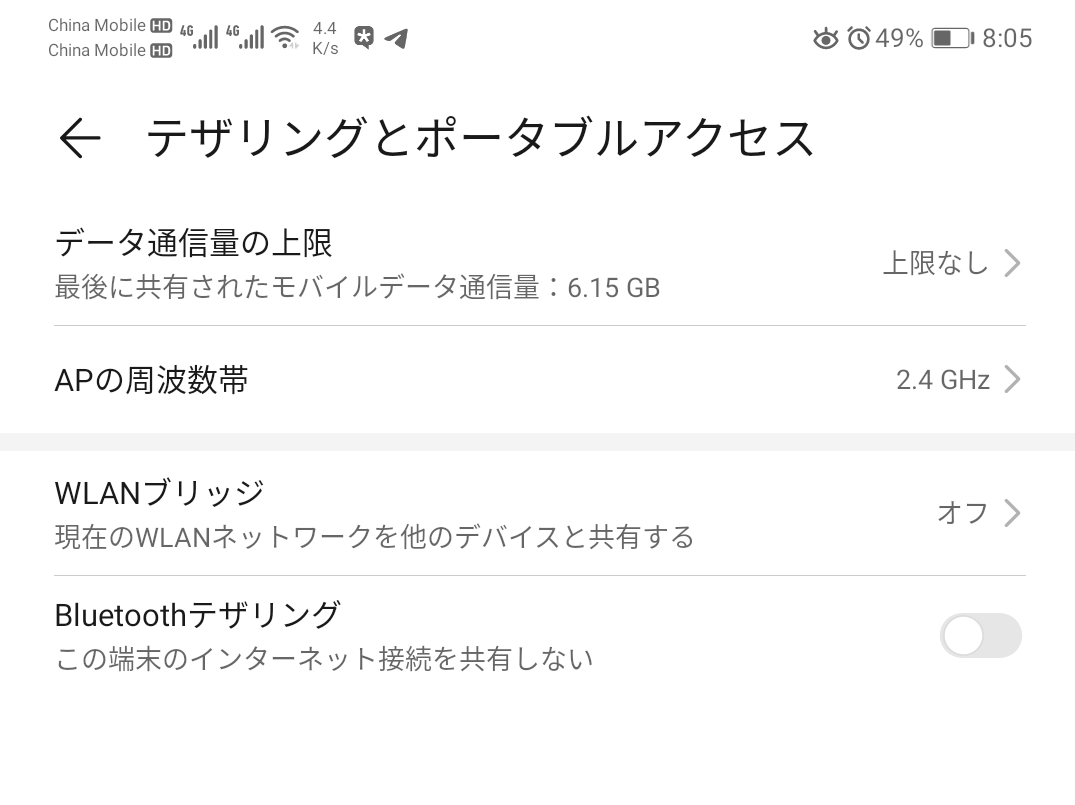 China Mobile HD
China Mobile HD
4G 4G 4.4 K/s 49% 8:05
テザリングとポータブルアクセス
データ通信量の上限
最後に共有されたモバイルデータ通信量：6.15 GB
上限なし
APの周波数帯
2.4 GHz
WLANブリッジ
現在のWLANネットワークを他のデバイスと共有する
オフ
Bluetoothテザリング
この端末のインターネット接続を共有しない